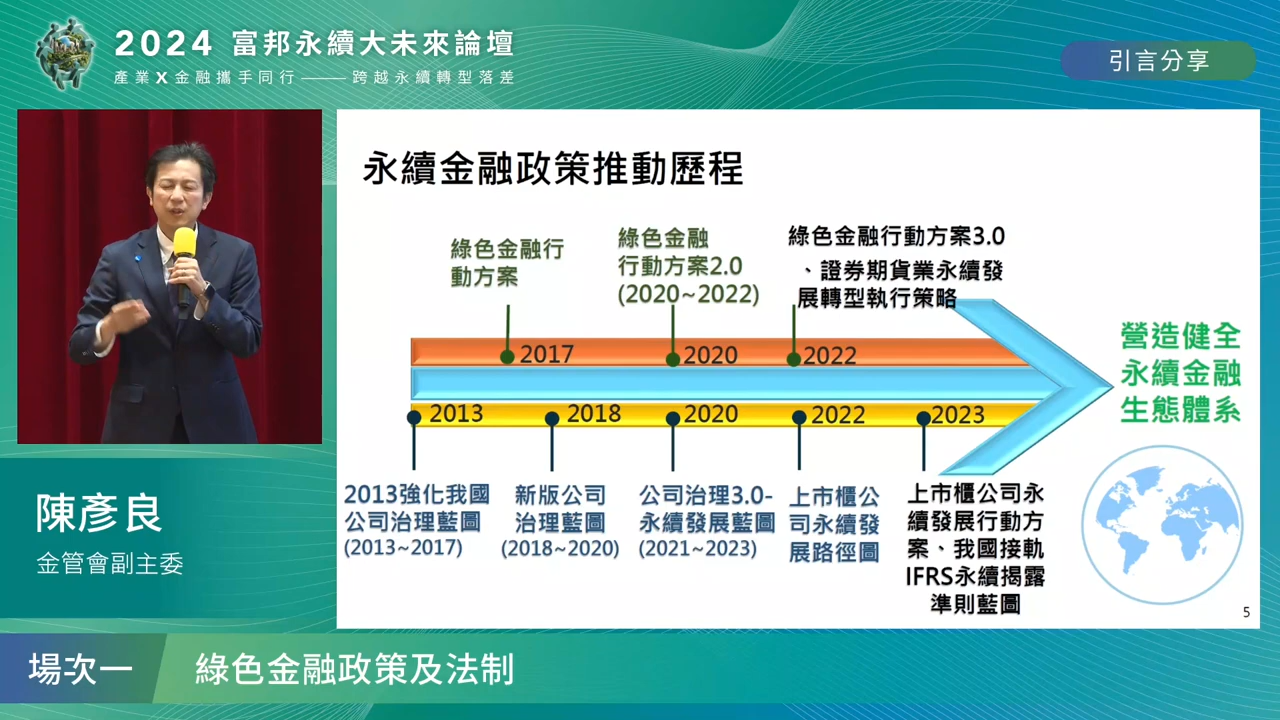 2024 富邦永續大未來論壇
產業X金融攜手同行——跨越永續轉型落差
引言分享
永續金融政策推動歷程
綠色金融行
動方案
綠色金融
行動方案2.0
(2020~2022)
綠色金融行動方案3.0
、證券期貨業永續發
展轉型執行策略
2017
2020
2022
2013
2018
2020
2022
2023
營造健全
永續金融
生態體系
2013強化我國
公司治理藍圖
(2013~2017)
新版公司
治理藍圖
(2018~2020)
公司治理3.0-
永續發展藍圖
(2021~2023)
上市櫃公
司永續發
展路徑圖
上市櫃公司永
續發展行動方
案、我國接軌
IFRS永續揭露
準則藍圖
5
陳彥良
金管會副主委
場次一
綠色金融政策及法制